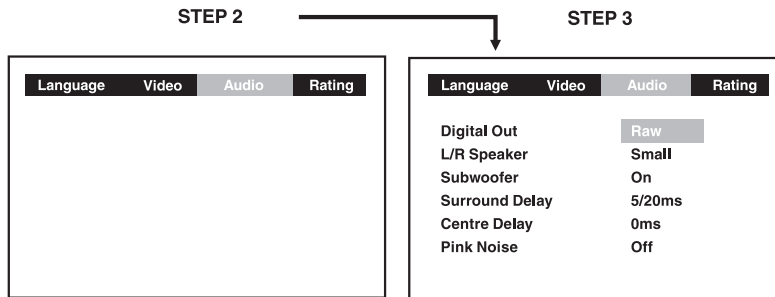 STEP 2
STEP 3
Language Video Audio Rating
Language Video Audio Rating
Digital Out Raw
L/R Speaker Small
Subwoofer On
Surround Delay 5/20ms
Centre Delay 0ms
Pink Noise Off